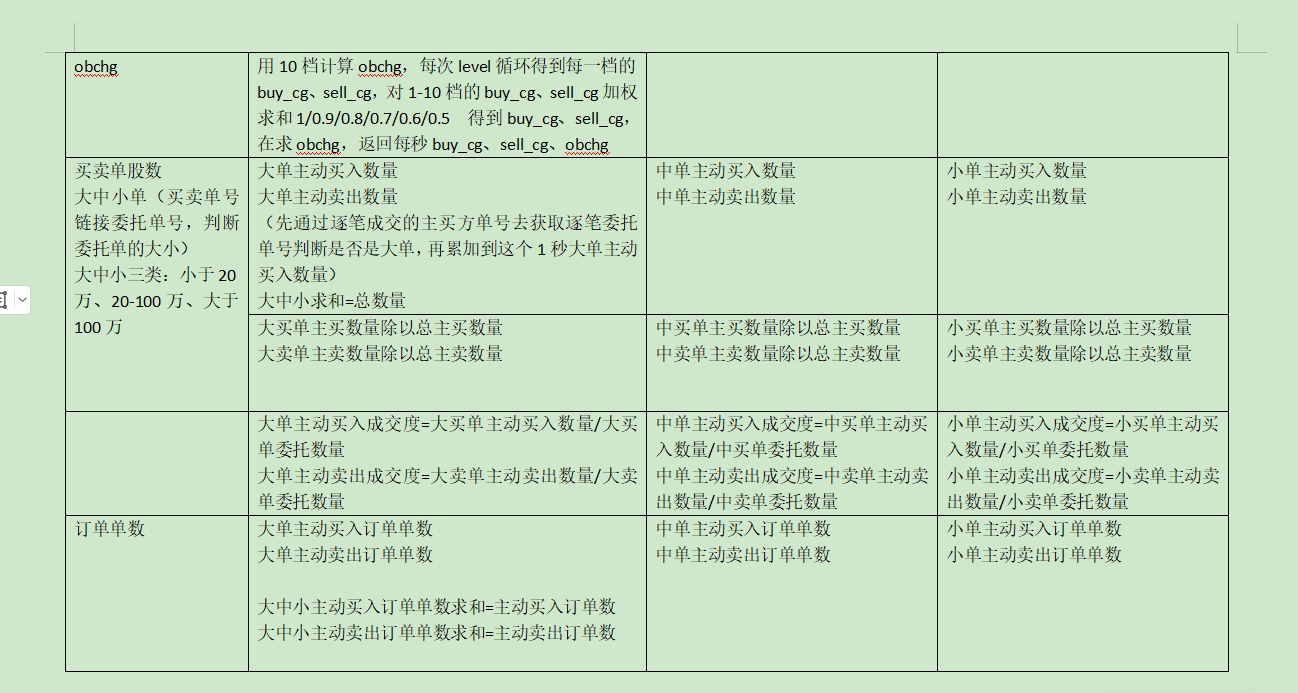 obchg
用 10 档计算 obchg，每次 level 循环得到每一档的
buy_cg、sell_cg，对 1-10 档的 buy_cg、sell_cg 加权
求和 1/0.9/0.8/0.7/0.6/0.5 得到 buy_cg、sell_cg，
在求 obchg，返回每秒 buy_cg、sell_cg、obchg
买卖单股数
大中小单（买卖单号
链接委托单号，判断
委托单的大小）
大中小三类：小于 20
万、20-100 万、大于
100 万
大单主动买入数量
大单主动卖出数量
（先通过逐笔成交的主买方单号去获取逐笔委托
单号判断是否是大单，再累加到这个 1 秒大单主动
买入数量）
大中小求和=总数量
中单主动买入数量
中单主动卖出数量
小单主动买入数量
小单主动卖出数量
大买单主买数量除以总主买数量
大卖单主卖数量除以总主卖数量
中买单主买数量除以总主买数量
中卖单主卖数量除以总主卖数量
小买单主买数量除以总主买数量
小卖单主卖数量除以总主卖数量
大单主动买入成交度=大买单主动买入数量/大买
单委托数量
大单主动卖出成交度=大卖单主动卖出数量/大卖
单委托数量
中单主动买入成交度=中买单主动买
入数量/中买单委托数量
中单主动卖出成交度=中卖单主动卖
出数量/中卖单委托数量
小单主动买入成交度=小买单主动买
入数量/小买单委托数量
小单主动卖出成交度=小卖单主动卖
出数量/小卖单委托数量
订单单数
大单主动买入订单单数
大单主动卖出订单单数
大中小主动买入订单单数求和=主动买入订单数
大中小主动卖出订单单数求和=主动卖出订单数
中单主动买入订单单数
中单主动卖出订单单数
小单主动买入订单单数
小单主动卖出订单单数